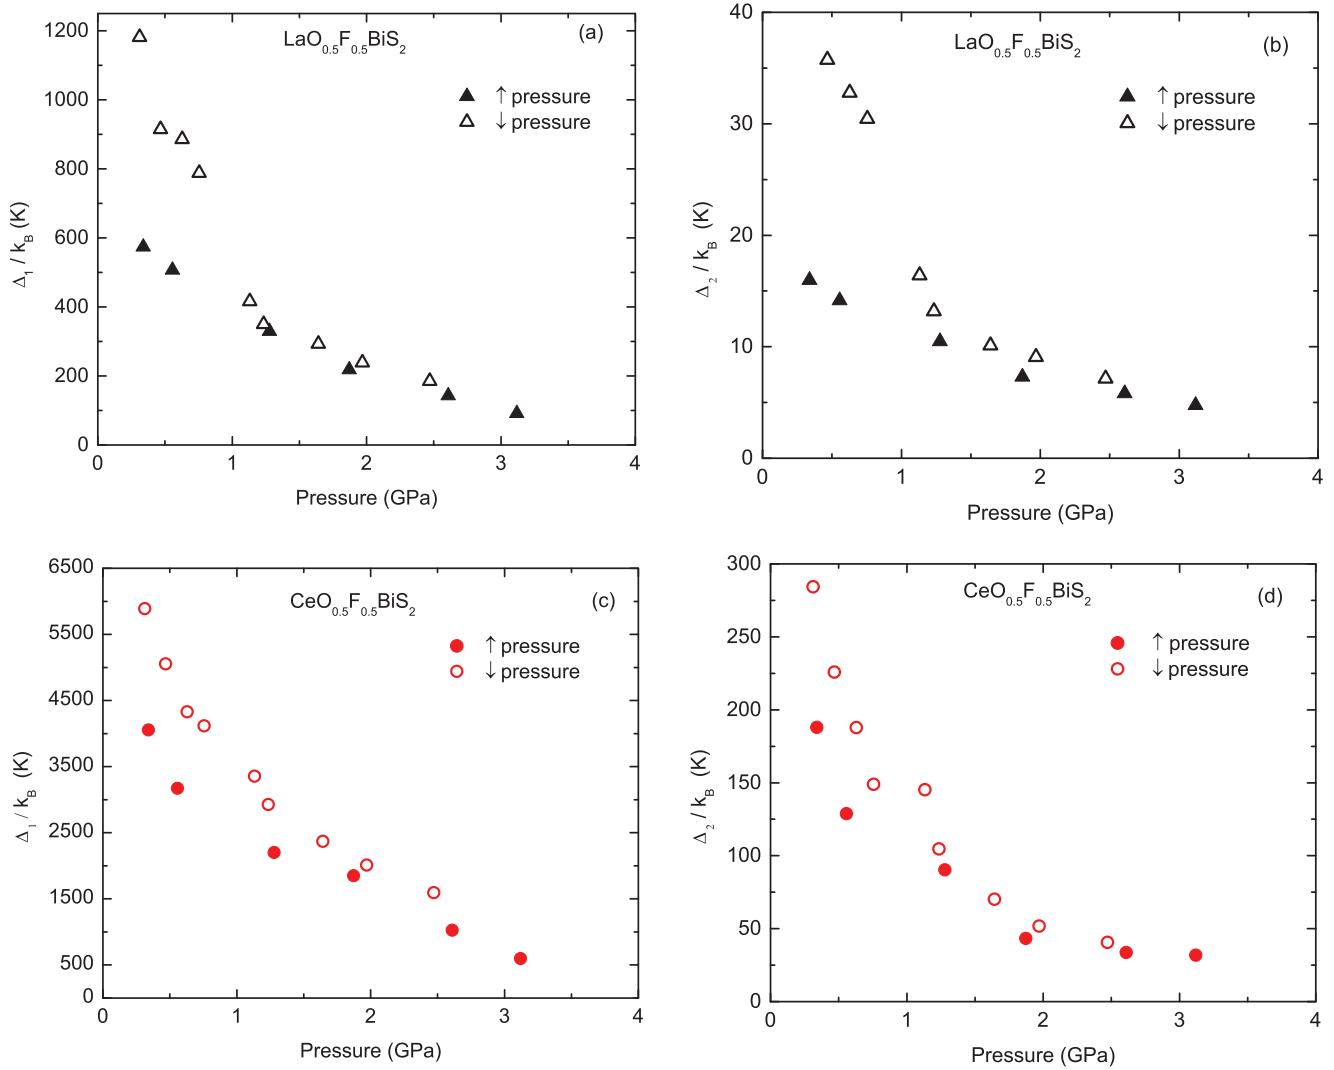 (a)
LaO0.5F0.5BiS2
↑ pressure
↓ pressure
1200
1000
800
600
400
200
0
Δ1 / kB (K)
0 1 2 3 4
Pressure (GPa)
(b)
LaO0.5F0.5BiS2
↑ pressure
↓ pressure
40
30
20
10
0
Δ2 / kB (K)
0 1 2 3 4
Pressure (GPa)
(c)
CeO0.5F0.5BiS2
↑ pressure
↓ pressure
6500
5500
4500
3500
2500
1500
500
0
Δ1 / kB (K)
0 1 2 3 4
Pressure (GPa)
(d)
CeO0.5F0.5BiS2
↑ pressure
↓ pressure
300
250
200
150
100
50
0
Δ2 / kB (K)
0 1 2 3 4
Pressure (GPa)